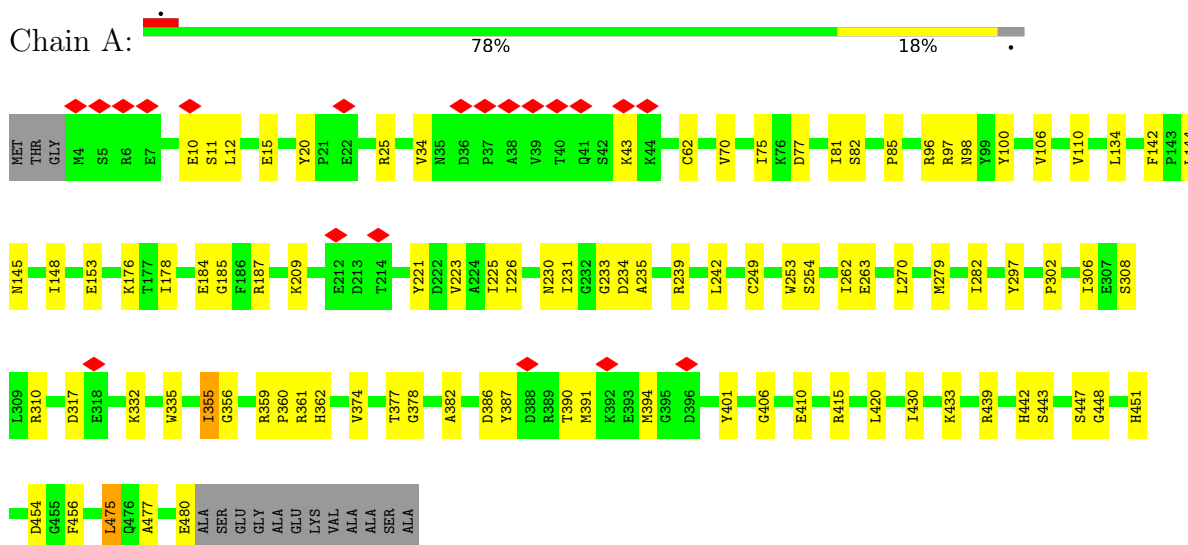 Chain A:
78% 18%
MET THR GLY M4 S5 R6 E7 E10 S11 L12 E15 Y20 P21 E22 R25 V34 N35 D36 P37 A38 V39 T40 Q41 S42 K43 K44 C62 V70 I75 K76 D77 I81 S82 P85 R96 R97 N98 Y99 Y100 V106 V110 L134 F142 P143
N145 I148 E153 K176 T177 I178 E184 G185 F186 R187 K209 E212 D213 T214 Y221 D222 V223 A224 I225 I226 N230 I231 G232 G233 D234 A235 R239 L242 C249 W253 S254 I262 E263 L270 M279 I282 Y297 P302 I306 E307 S308
L309 R310 D317 E318 K332 W335 I355 G356 R359 P360 R361 H362 V374 T377 G378 A382 D386 Y387 D388 R389 T390 M391 K392 E393 M394 G395 D396 Y401 G406 E410 R415 L420 I430 K433 R439 H442 S443 S447 G448 H451
D454 G455 F456 L475 Q476 A477 E480 ALA SER GLU GLY ALA GLU LYS VAL ALA ALA SER ALA